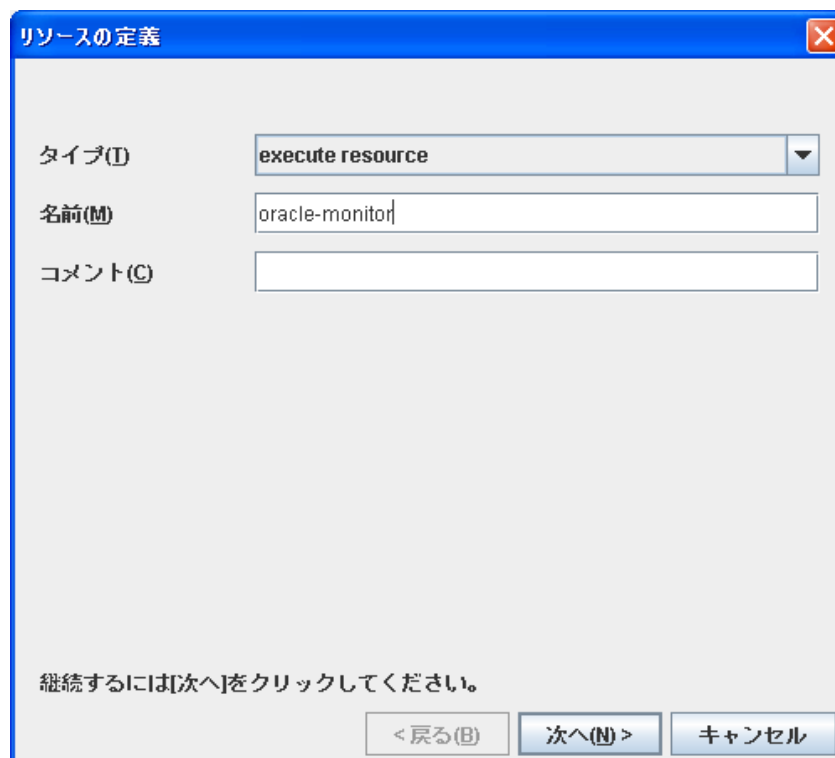 リソースの定義
タイプ(T) execute resource
名前(M) oracle-monitor
コメント(C)
継続するには[次へ]をクリックしてください。
< 戻る(B) 次へ(N) > キャンセル